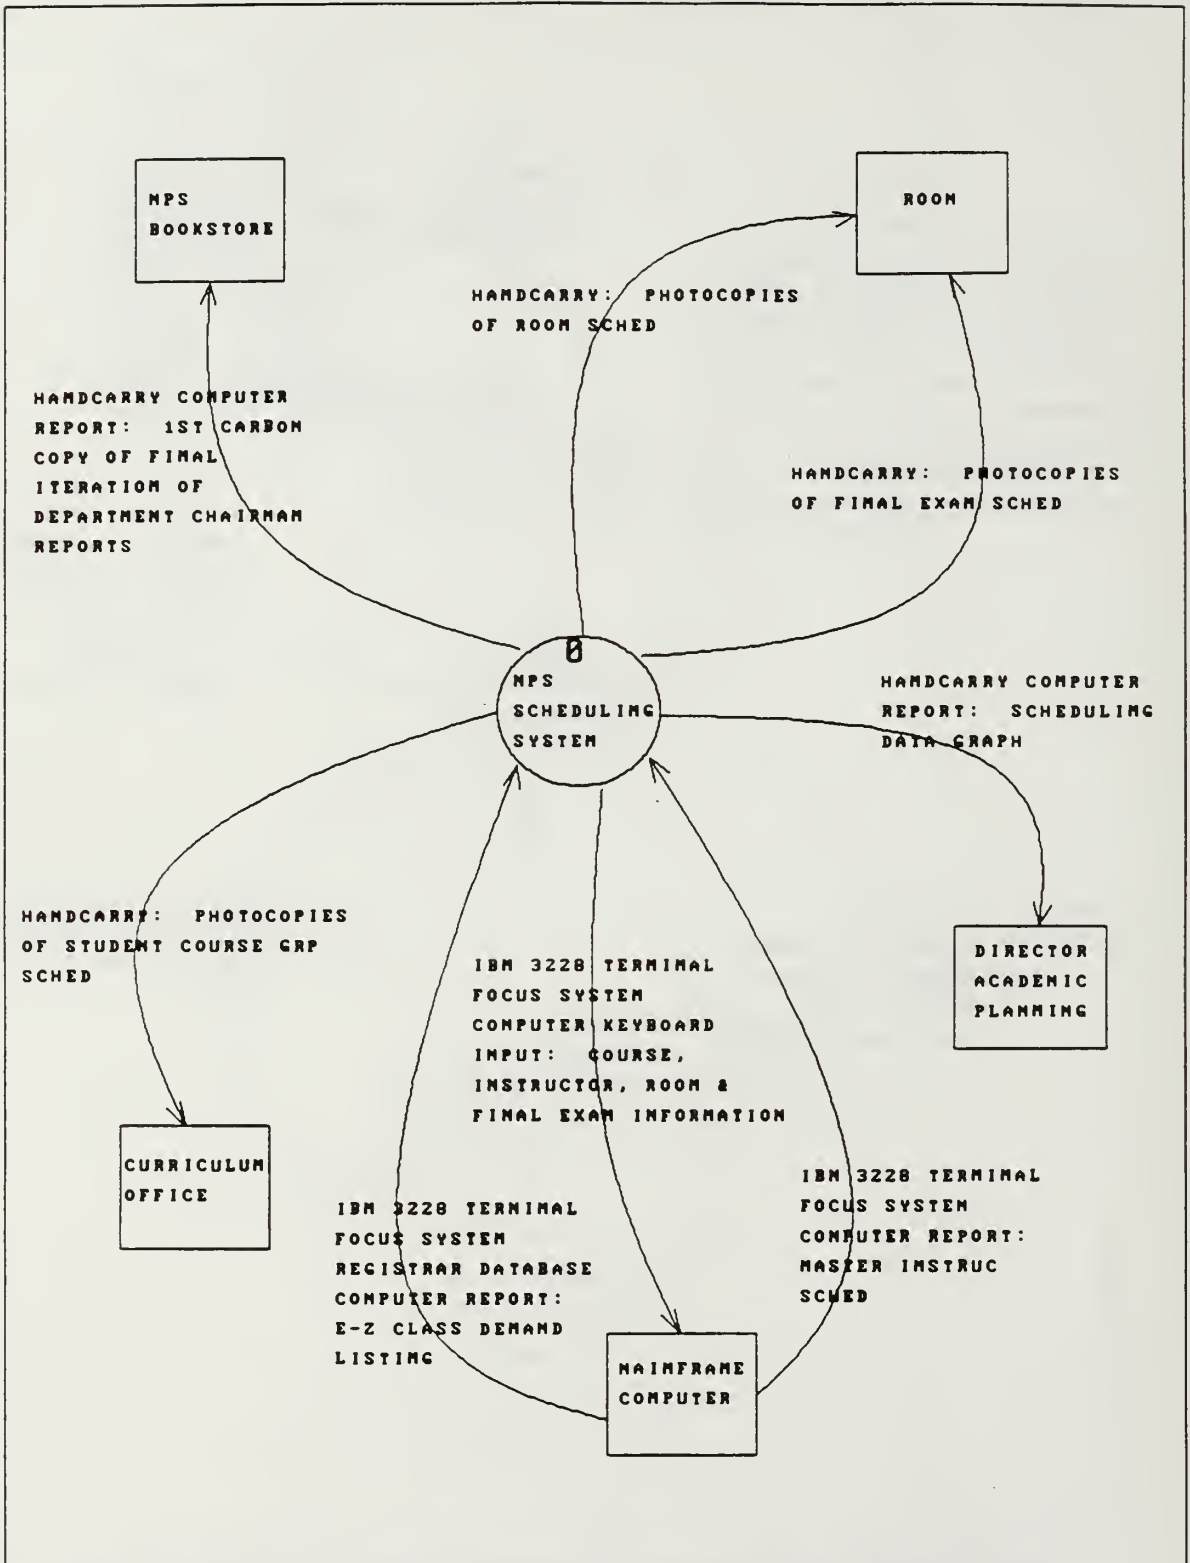 NPS
BOOKSTORE
ROOM
HANDCARRY: PHOTOCOPIES
OF ROOM SCHED
HANDCARRY COMPUTER
REPORT: 1ST CARBON
COPY OF FINAL
ITERATION OF
DEPARTMENT CHAIRMAN
REPORTS
HANDCARRY: PHOTOCOPIES
OF FINAL EXAM SCHED
0
NPS
SCHEDULING
SYSTEM
HANDCARRY COMPUTER
REPORT: SCHEDULING
DATA GRAPH
HANDCARRY: PHOTOCOPIES
OF STUDENT COURSE GRP
SCHED
IBM 3228 TERMINAL
FOCUS SYSTEM
COMPUTER KEYBOARD
INPUT: COURSE,
INSTRUCTOR, ROOM &
FINAL EXAM INFORMATION
DIRECTOR
ACADEMIC
PLANNING
CURRICULUM
OFFICE
IBM 3228 TERMINAL
FOCUS SYSTEM
REGISTRAR DATABASE
COMPUTER REPORT:
E-Z CLASS DEMAND
LISTING
IBM 3228 TERMINAL
FOCUS SYSTEM
COMPUTER REPORT:
MASTER INSTRUC
SCHED
MAINFRAME
COMPUTER